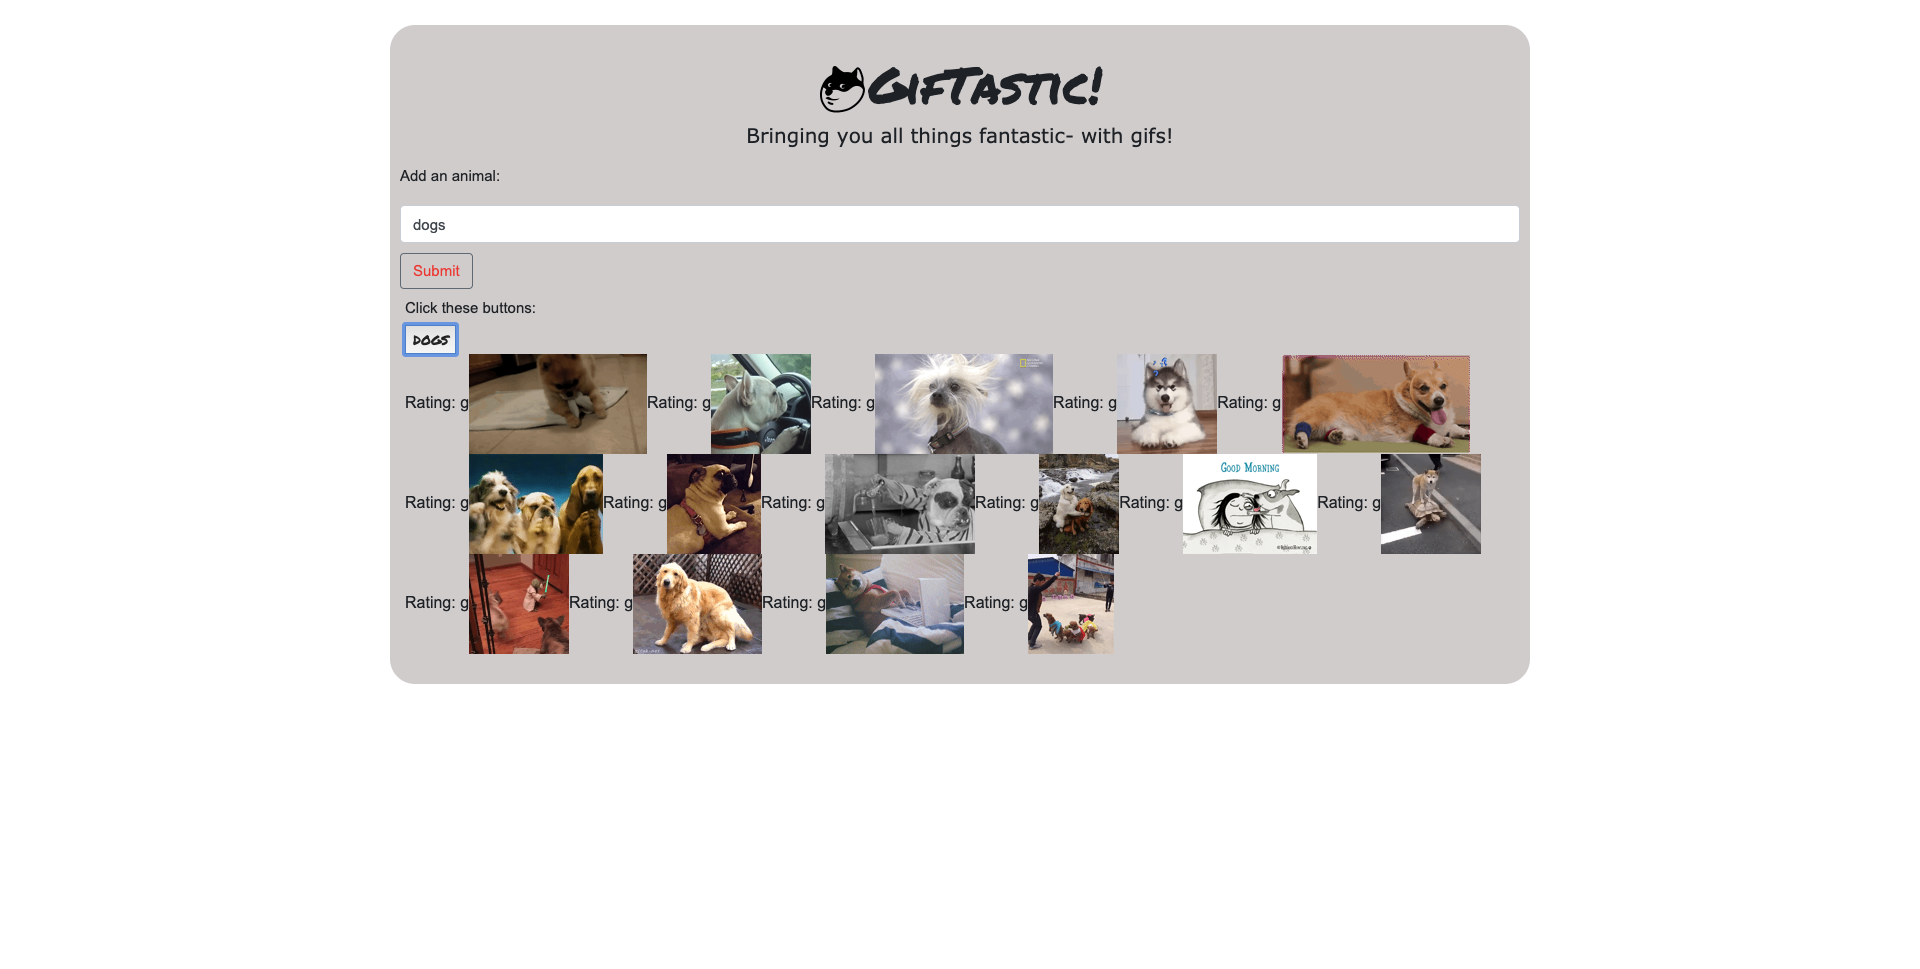 GifTastic!
Bringing you all things fantastic- with gifs!
Add an animal:
dogs
Submit
Click these buttons:
DOGS
Rating: g Rating: g Rating: g Rating: g Rating: g
Rating: g Rating: g Rating: g Rating: g Rating: g Rating: g
GOOD MORNING
Rating: g Rating: g Rating: g Rating: g